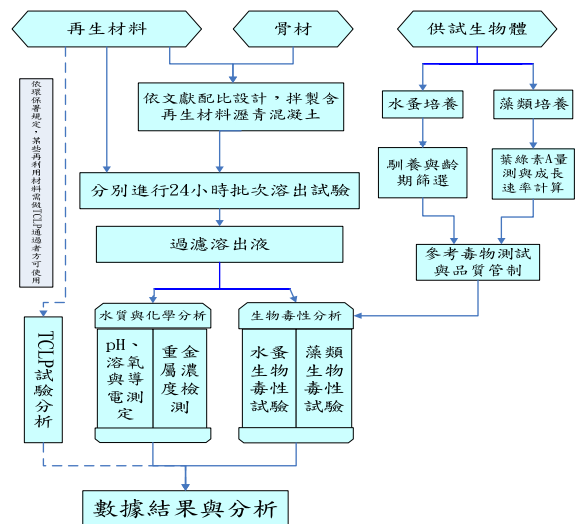 再生材料
骨材
供試生物體
依環保署規定，某些再利用材料需做TCLP通過者方可使用
依文獻配比設計，拌製含
再生材料瀝青混凝土
水蚤培養
藻類培養
馴養與齡
期篩選
葉綠素A量
測與成長
速率計算
分別進行24小時批次溶出試驗
過濾溶出液
參考毒物測試
與品質管制
水質與化學分析
pH、
溶氧
與導
電測
定
重金
屬濃
度檢
測
生物毒性分析
水蚤
生物
毒性
試驗
藻類
生物
毒性
試驗
TCLP試驗分析
數據結果與分析